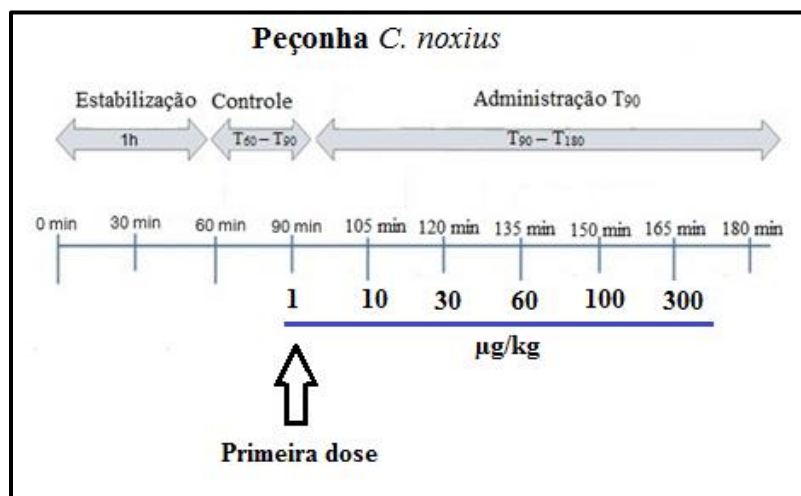 Peçonha C. noxius
Estabilização Controle Administração T90
1h T60 – T90 T90 – T180
0 min 30 min 60 min 90 min 105 min 120 min 135 min 150 min 165 min 180 min
1 10 30 60 100 300
µg/kg
Primeira dose